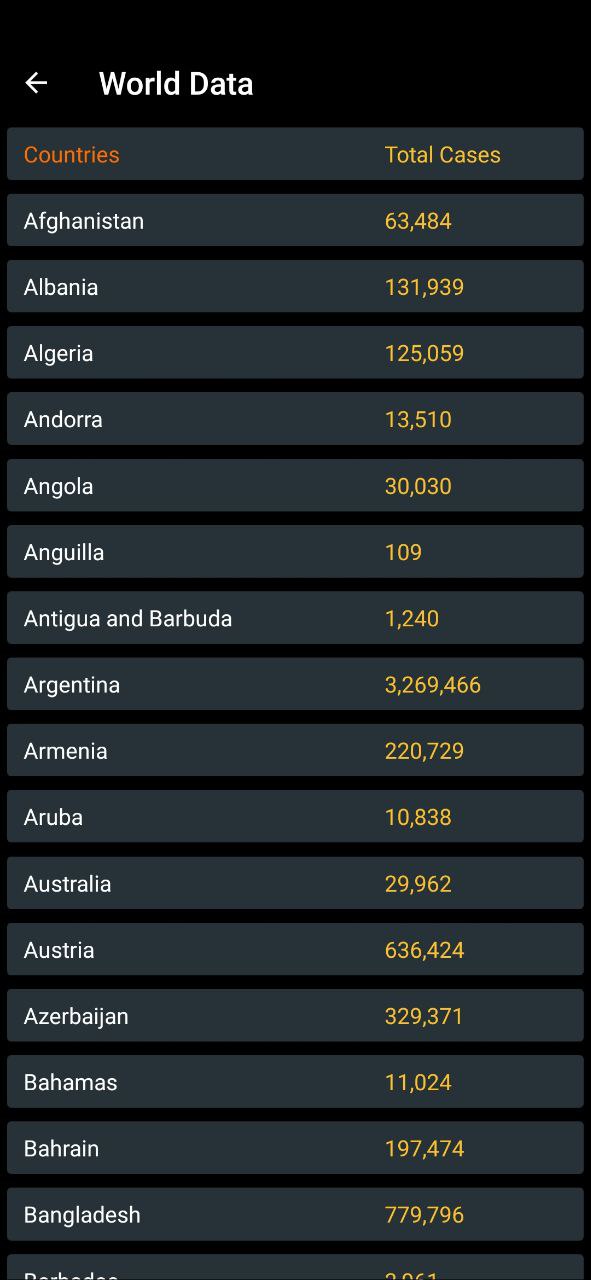 World Data
Countries Total Cases
Afghanistan 63,484
Albania 131,939
Algeria 125,059
Andorra 13,510
Angola 30,030
Anguilla 109
Antigua and Barbuda 1,240
Argentina 3,269,466
Armenia 220,729
Aruba 10,838
Australia 29,962
Austria 636,424
Azerbaijan 329,371
Bahamas 11,024
Bahrain 197,474
Bangladesh 779,796